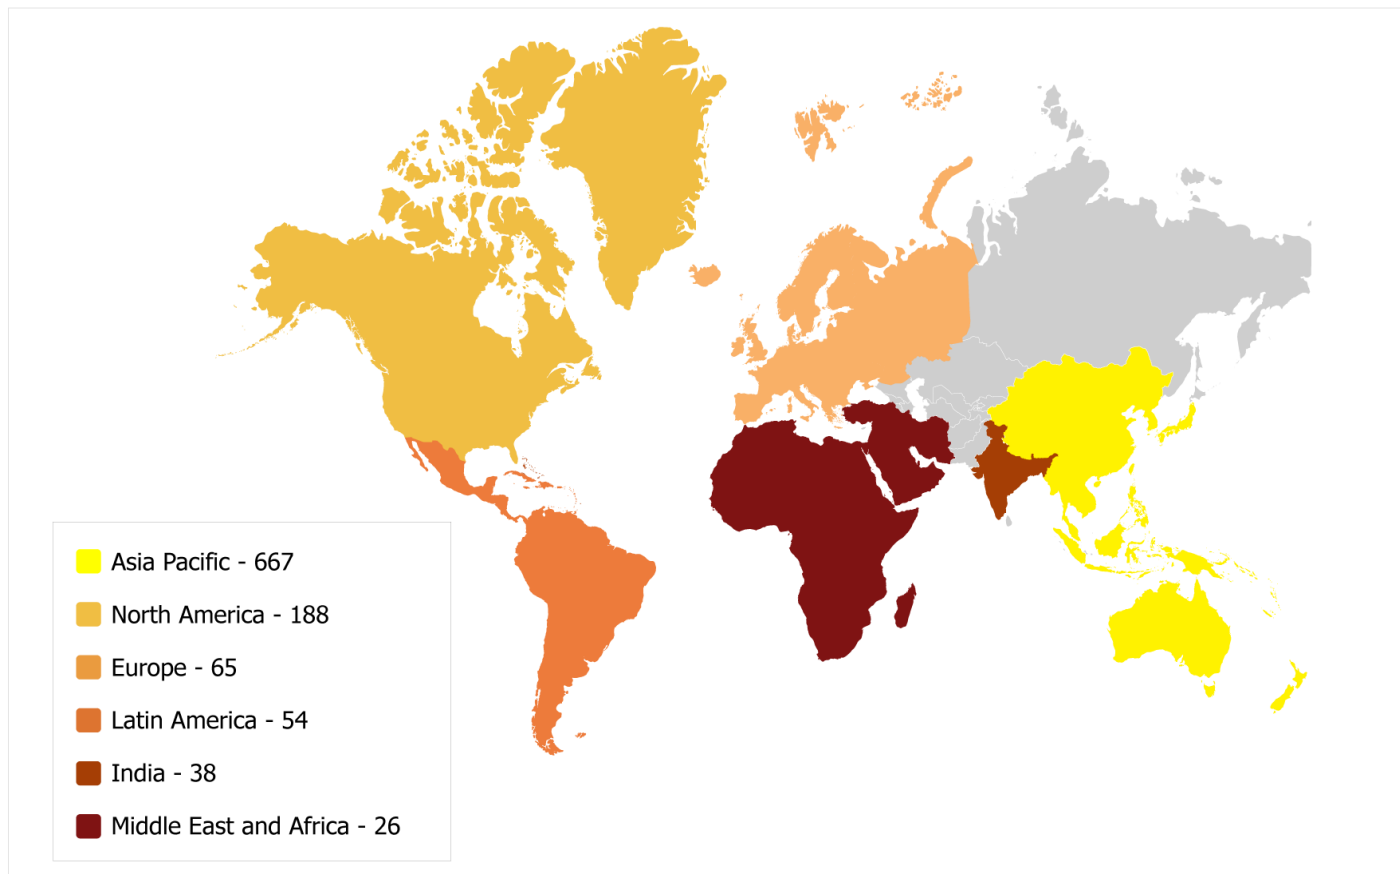 Asia Pacific - 667
North America - 188
Europe - 65
Latin America - 54
India - 38
Middle East and Africa - 26